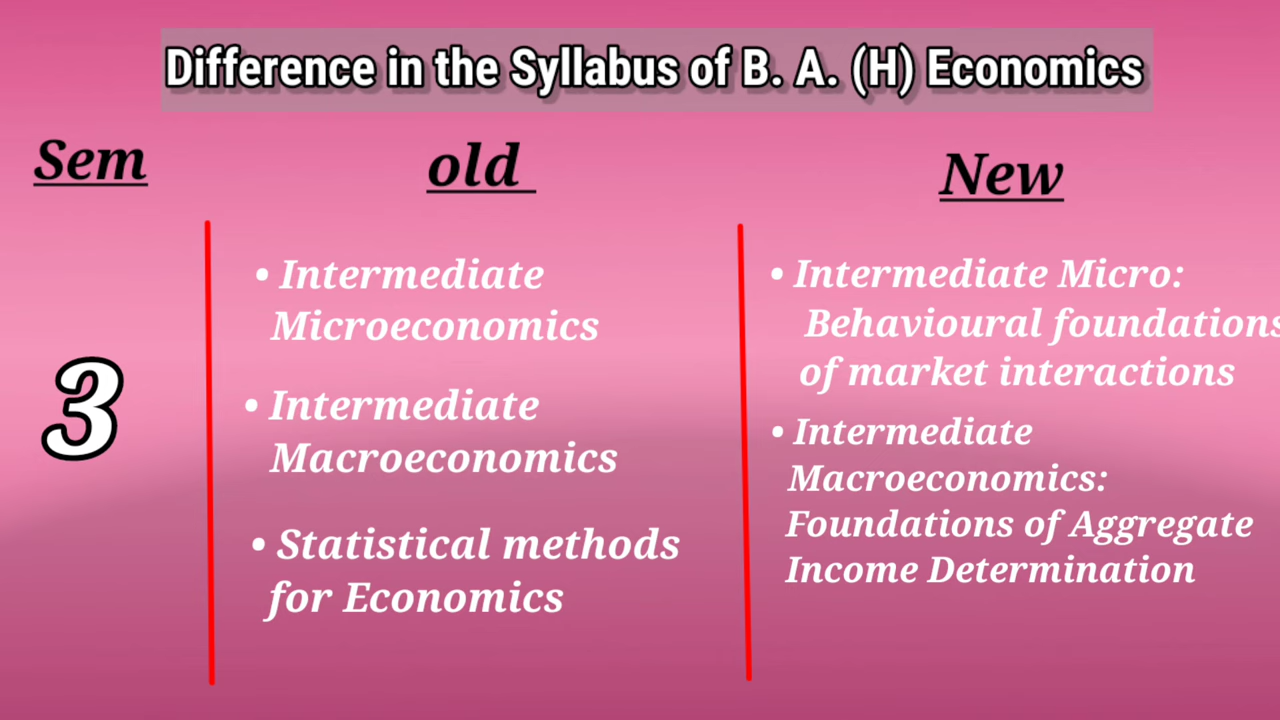 Difference in the Syllabus of B. A. (H) Economics
Sem
old
New
3
• Intermediate
Microeconomics
• Intermediate
Macroeconomics
• Statistical methods
for Economics
• Intermediate Micro:
Behavioural foundations
of market interactions
• Intermediate
Macroeconomics:
Foundations of Aggregate
Income Determination